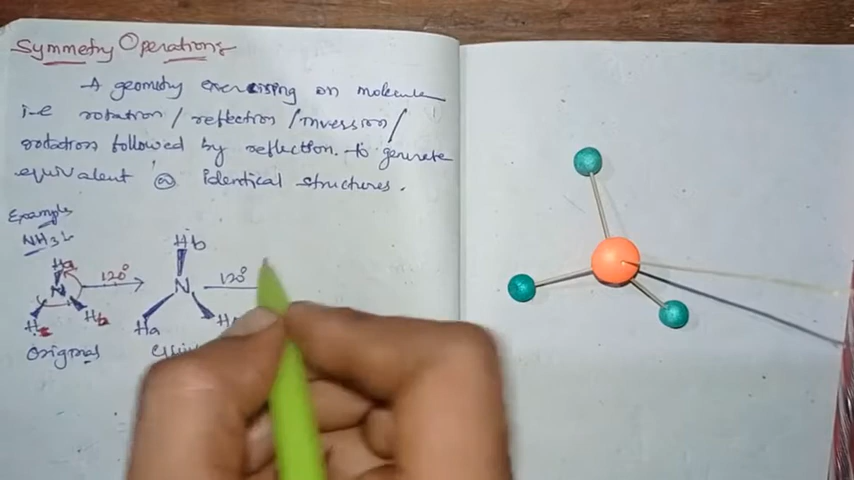 Symmetry Operations
A geometry exercising on molecule
i-e rotation / reflection / inversion /
rotation followed by reflection. to generate
equivalent @ identical structures.
Example
NH3
Ha
120°
N
Hb
Original
Hb
N
120°
Ha